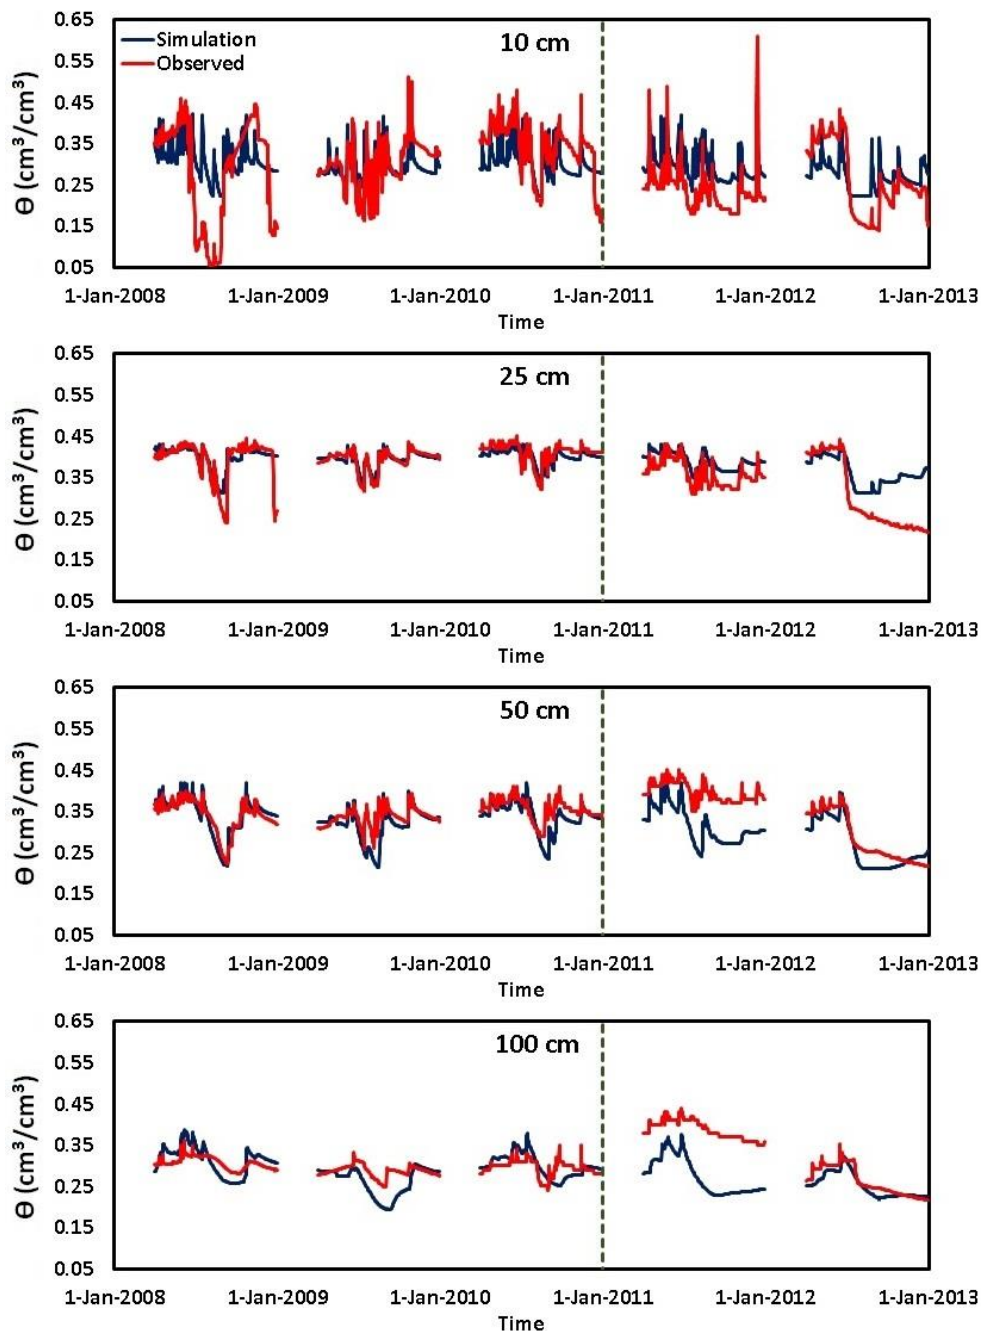 0.65
Simulation
Observed
10 cm
0.55
0.45
0.35
0.25
0.15
0.05
Θ (cm³/cm³)
1-Jan-2008 1-Jan-2009 1-Jan-2010 1-Jan-2011 1-Jan-2012 1-Jan-2013
Time
0.65
25 cm
0.55
0.45
0.35
0.25
0.15
0.05
Θ (cm³/cm³)
1-Jan-2008 1-Jan-2009 1-Jan-2010 1-Jan-2011 1-Jan-2012 1-Jan-2013
Time
0.65
50 cm
0.55
0.45
0.35
0.25
0.15
0.05
Θ (cm³/cm³)
1-Jan-2008 1-Jan-2009 1-Jan-2010 1-Jan-2011 1-Jan-2012 1-Jan-2013
Time
0.65
100 cm
0.55
0.45
0.35
0.25
0.15
0.05
Θ (cm³/cm³)
1-Jan-2008 1-Jan-2009 1-Jan-2010 1-Jan-2011 1-Jan-2012 1-Jan-2013
Time